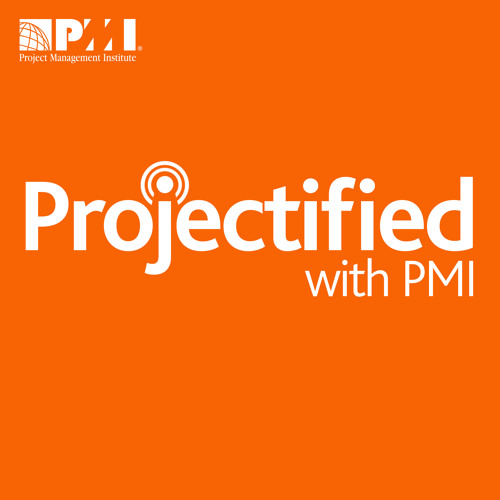 PMI®
Project Management Institute
Projectified
with PMI